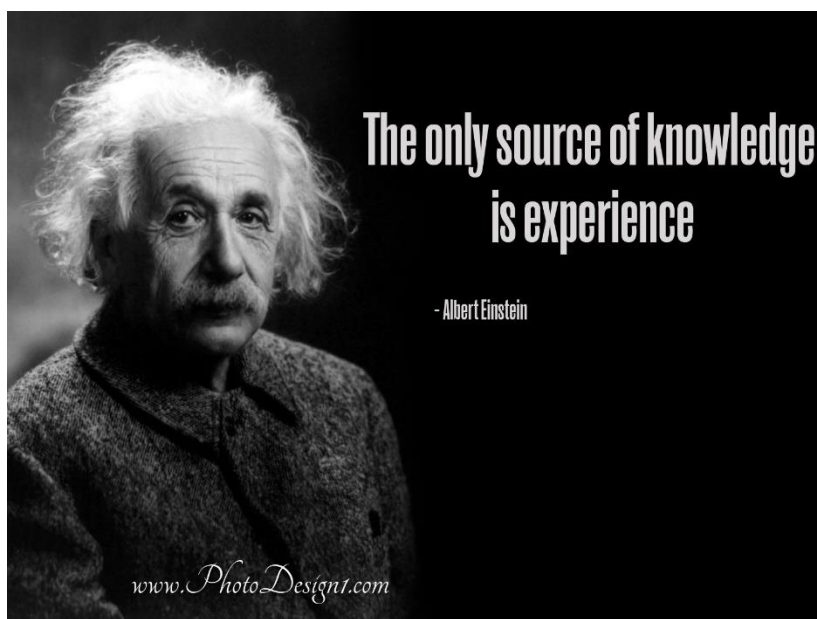 The only source of knowledge
is experience
- Albert Einstein
www.PhotoDesign1.com